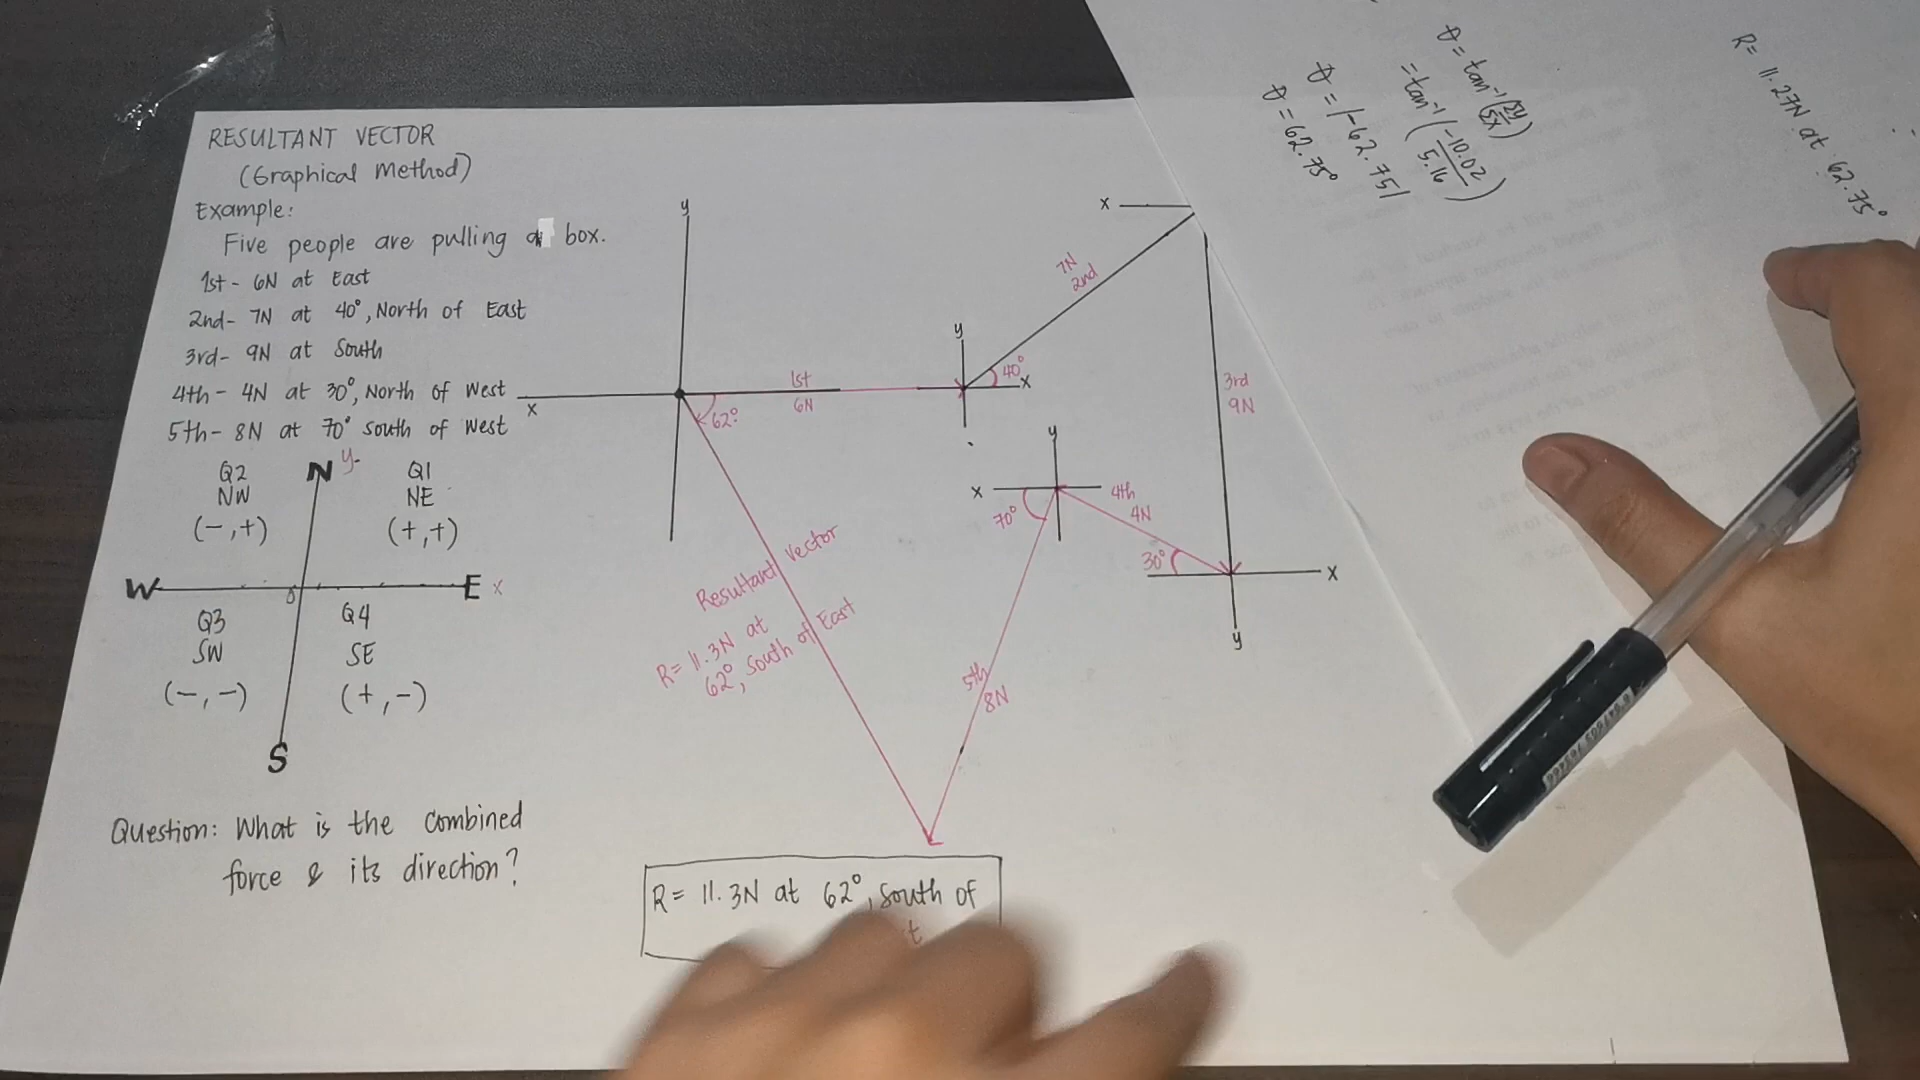 RESULTANT VECTOR
(Graphical Method)
Example:
Five people are pulling a box.
1st - 6N at East
2nd - 7N at 40°, North of East
3rd - 9N at South
4th - 4N at 30°, North of West
5th - 8N at 70° South of West
Q2
NW
(-,+)
N y
Q1
NE
(+,+)
W
E x
Q3
SW
(-,-)
Q4
SE
(+,-)
S
Question: What is the combined
force & its direction?
y
x
1st
6N
62°
y
40°
x
7N
2nd
x
3rd
9N
y
x
70°
4th
4N
30°
x
y
5th
8N
Resultant Vector
R= 11.3N at
62°, South of East
R= 11.3N at 62°, South of
θ = tan⁻¹(Σy/Σx)
= tan⁻¹(-10.02/5.16)
θ = |-62.75|
θ = 62.75°
R= 11.27N at 62.75°